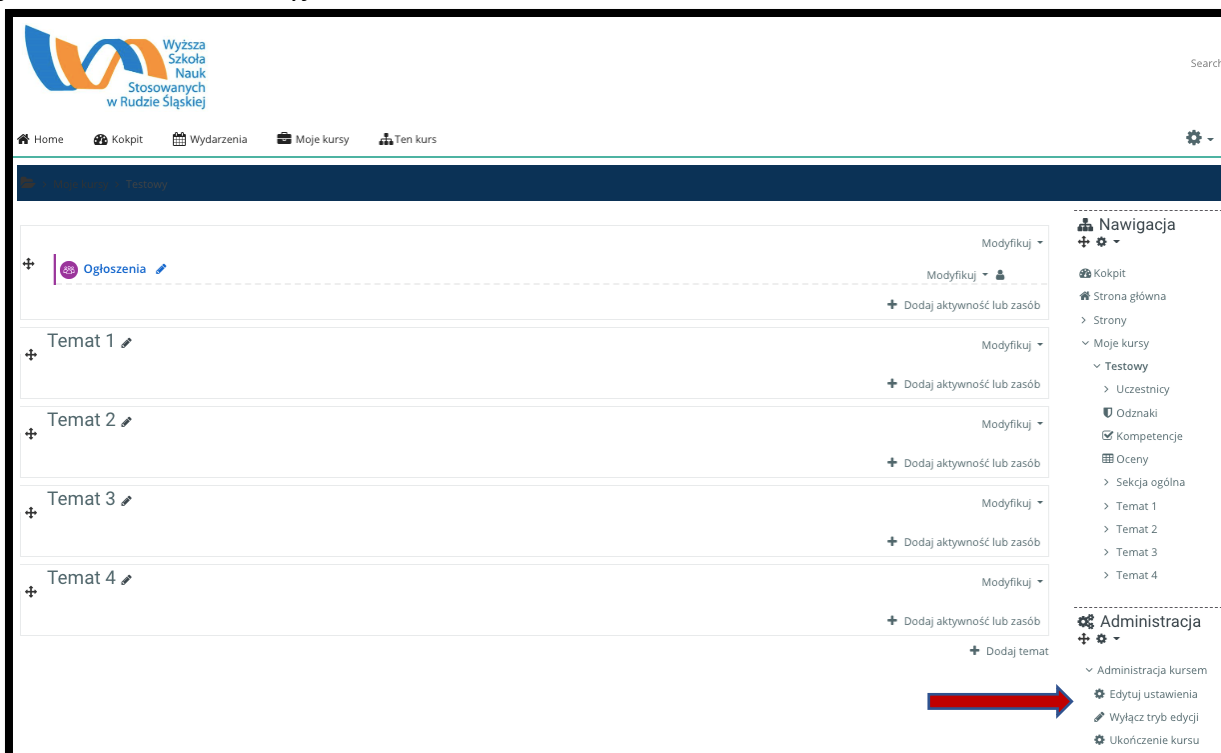 Wyższa
Szkoła
Nauk
Stosowanych
w Rudzie Śląskiej
Search
Home Kokpit Wydarzenia Moje kursy Ten kurs
Moje kursy Testowy
Modyfikuj
Ogłoszenia
Modyfikuj
Dodaj aktywność lub zasób
Temat 1
Modyfikuj
Dodaj aktywność lub zasób
Temat 2
Modyfikuj
Dodaj aktywność lub zasób
Temat 3
Modyfikuj
Dodaj aktywność lub zasób
Temat 4
Modyfikuj
Dodaj aktywność lub zasób
Dodaj temat
Nawigacja
Kokpit
Strona główna
Strony
Moje kursy
Testowy
Uczestnicy
Odznaki
Kompetencje
Oceny
Sekcja ogólna
Temat 1
Temat 2
Temat 3
Temat 4
Administracja
Administracja kursem
Edytuj ustawienia
Wyłącz tryb edycji
Ukończenie kursu